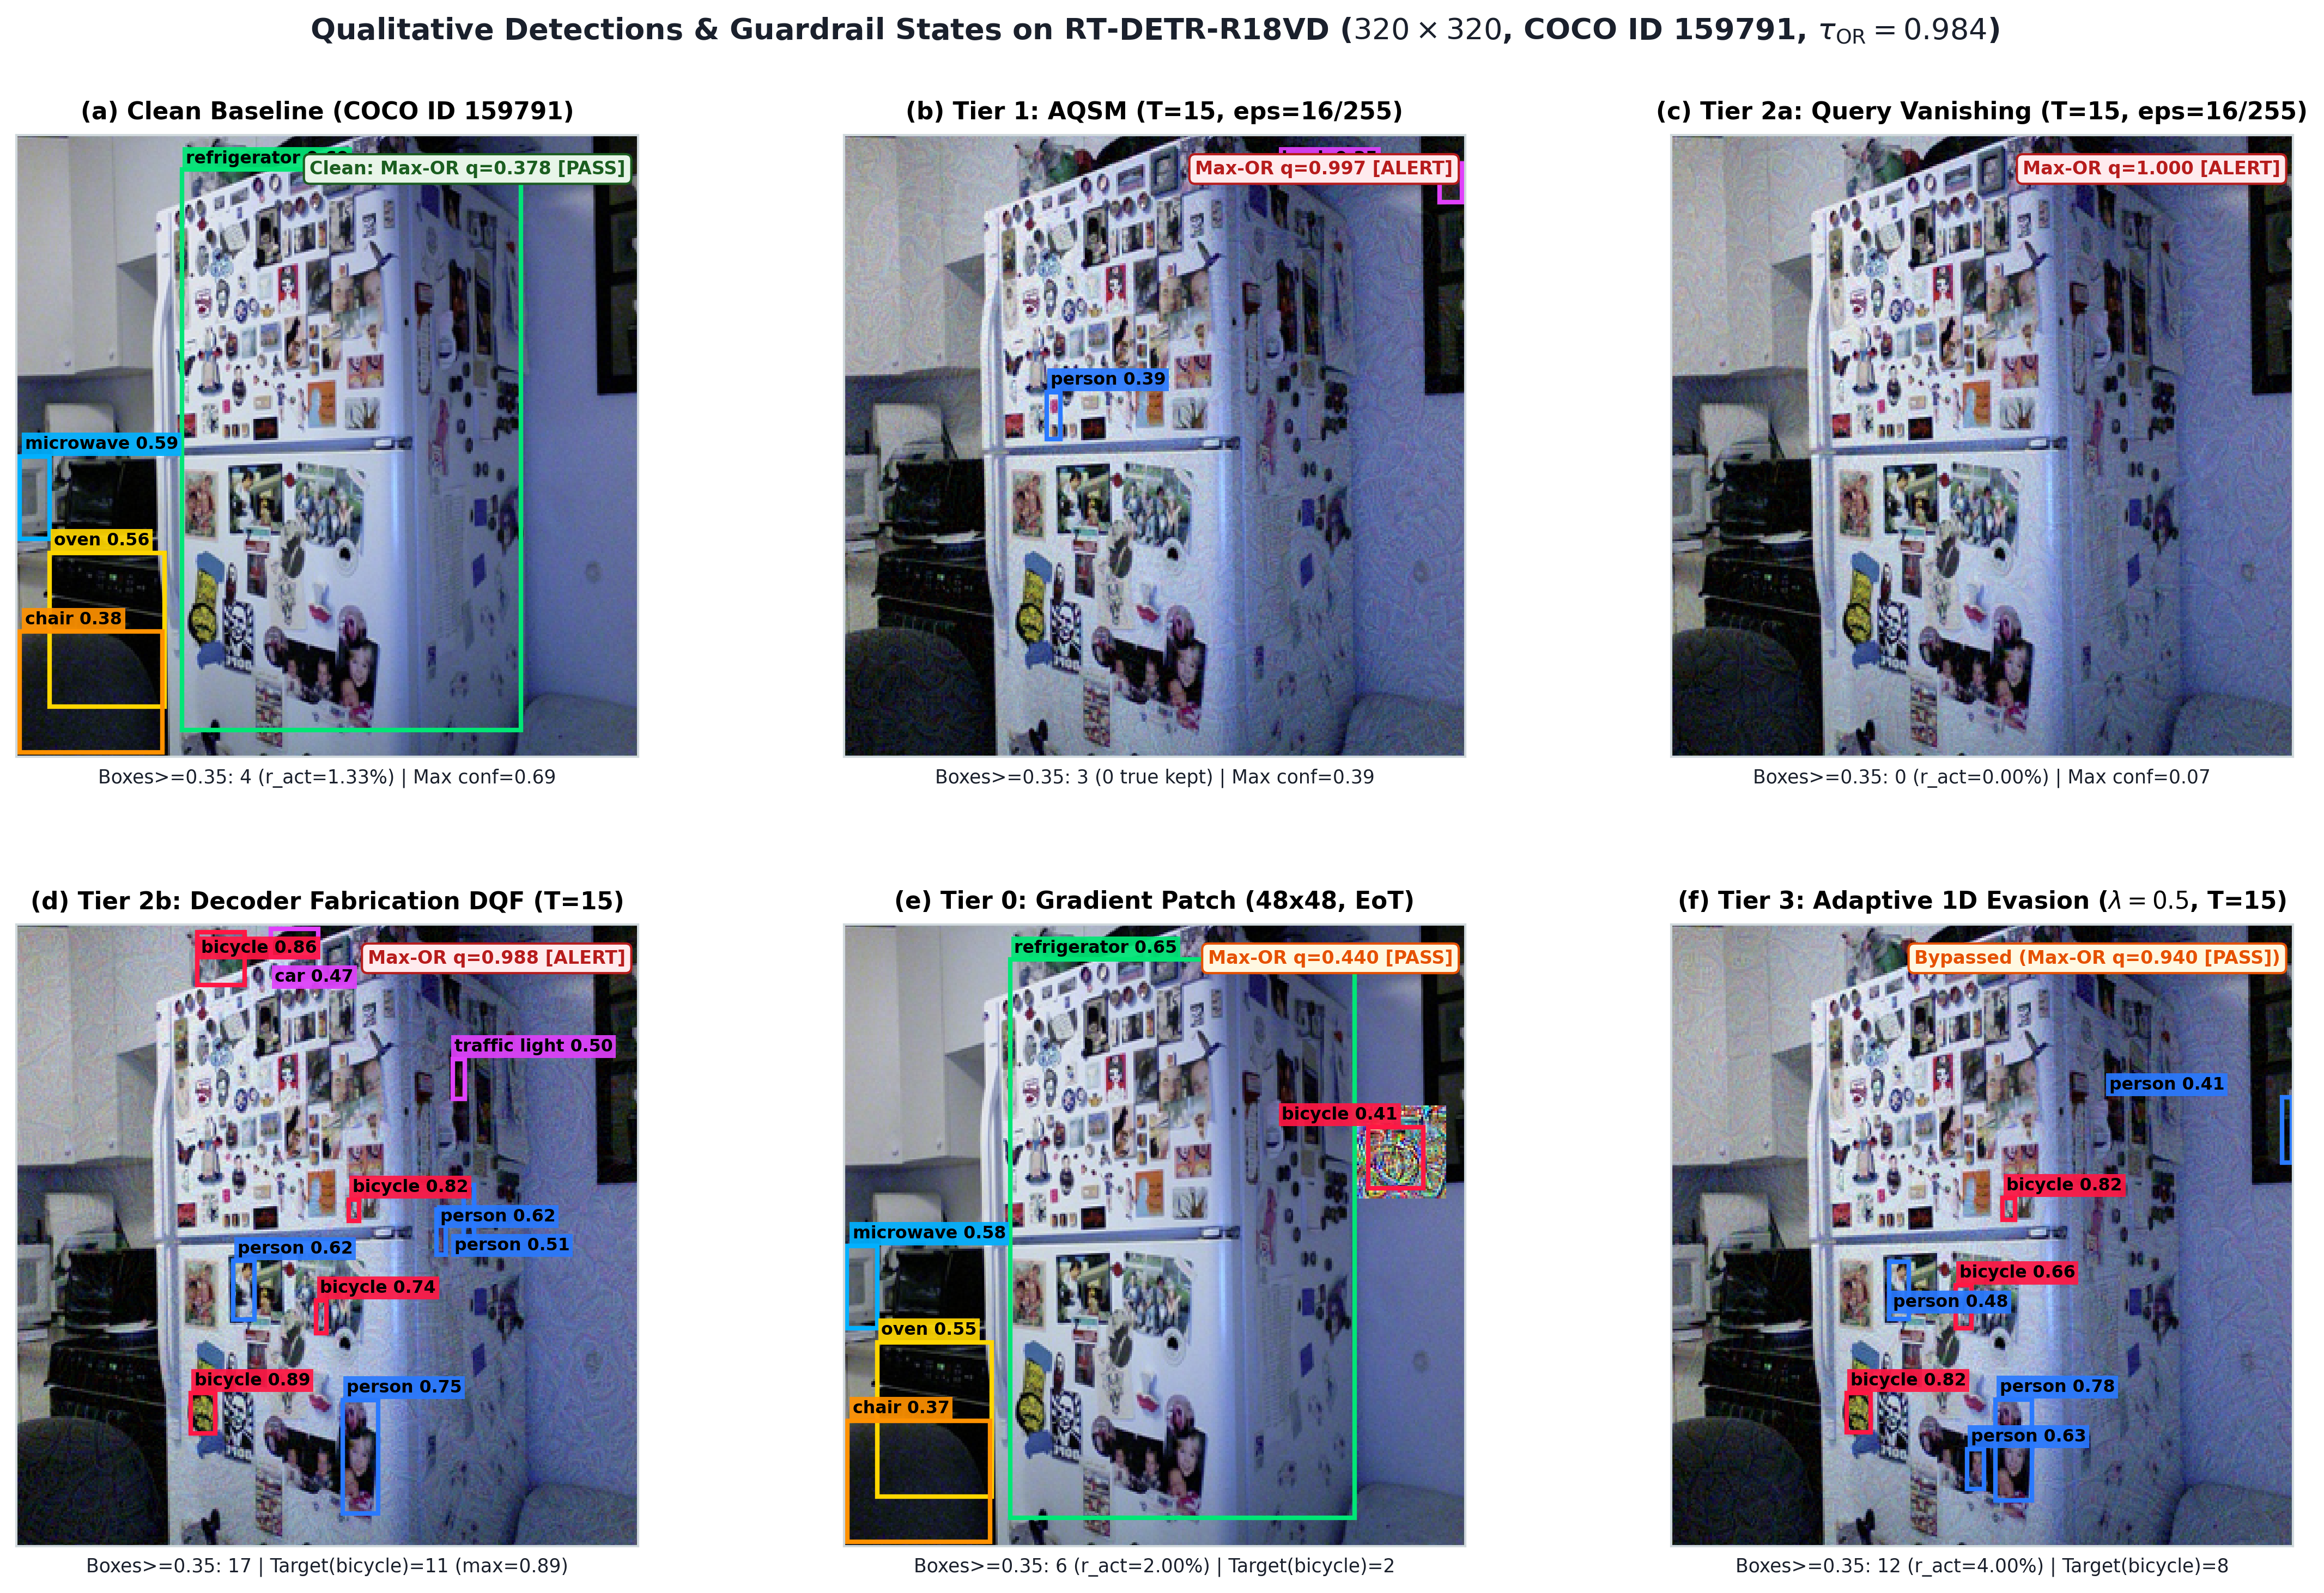 Qualitative Detections & Guardrail States on RT-DETR-R18VD (320 × 320, COCO ID 159791, τ_OR = 0.984)
(a) Clean Baseline (COCO ID 159791)
refrigerator
Clean: Max-OR q=0.378 [PASS]
microwave 0.59
oven 0.56
chair 0.38
Boxes>=0.35: 4 (r_act=1.33%) | Max conf=0.69
(b) Tier 1: AQSM (T=15, eps=16/255)
Max-OR q=0.997 [ALERT]
person 0.39
Boxes>=0.35: 3 (0 true kept) | Max conf=0.39
(c) Tier 2a: Query Vanishing (T=15, eps=16/255)
Max-OR q=1.000 [ALERT]
Boxes>=0.35: 0 (r_act=0.00%) | Max conf=0.07
(d) Tier 2b: Decoder Fabrication DQF (T=15)
bicycle 0.86
Max-OR q=0.988 [ALERT]
car 0.47
traffic light 0.50
bicycle 0.82
person 0.62
person 0.51
person 0.62
bicycle 0.74
bicycle 0.89
person 0.75
Boxes>=0.35: 17 | Target(bicycle)=11 (max=0.89)
(e) Tier 0: Gradient Patch (48x48, EoT)
refrigerator 0.65
Max-OR q=0.440 [PASS]
bicycle 0.41
microwave 0.58
oven 0.55
chair 0.37
Boxes>=0.35: 6 (r_act=2.00%) | Target(bicycle)=2
(f) Tier 3: Adaptive 1D Evasion (λ = 0.5, T=15)
Bypassed (Max-OR q=0.940 [PASS])
person 0.41
bicycle 0.82
bicycle 0.66
person 0.48
bicycle 0.82
person 0.78
person 0.63
Boxes>=0.35: 12 (r_act=4.00%) | Target(bicycle)=8